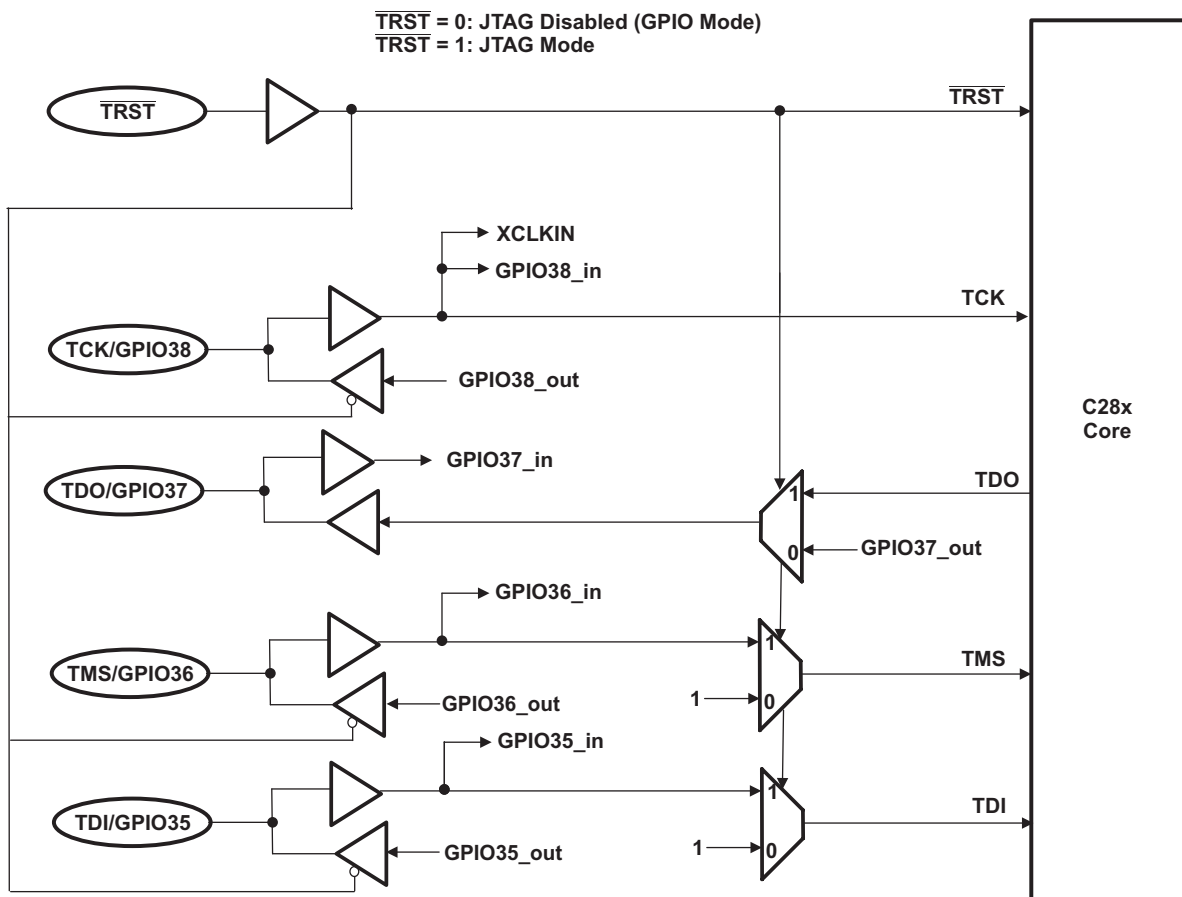 TRST = 0: JTAG Disabled (GPIO Mode)
TRST = 1: JTAG Mode
TRST
TRST
XCLKIN
GPIO38_in
TCK
TCK/GPIO38
GPIO38_out
C28x
Core
GPIO37_in
TDO
TDO/GPIO37
1
0
GPIO37_out
GPIO36_in
1
TMS/GPIO36
TMS
GPIO36_out
1
0
GPIO35_in
1
TDI/GPIO35
TDI
GPIO35_out
1
0